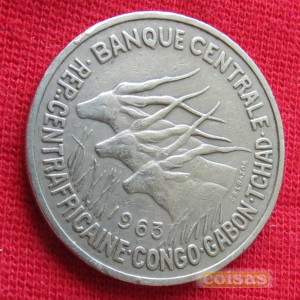 BANQUE CENTRALE
REP·CENTRAFRICAINE·CONGO·GABON·TCHAD
1963
coisas